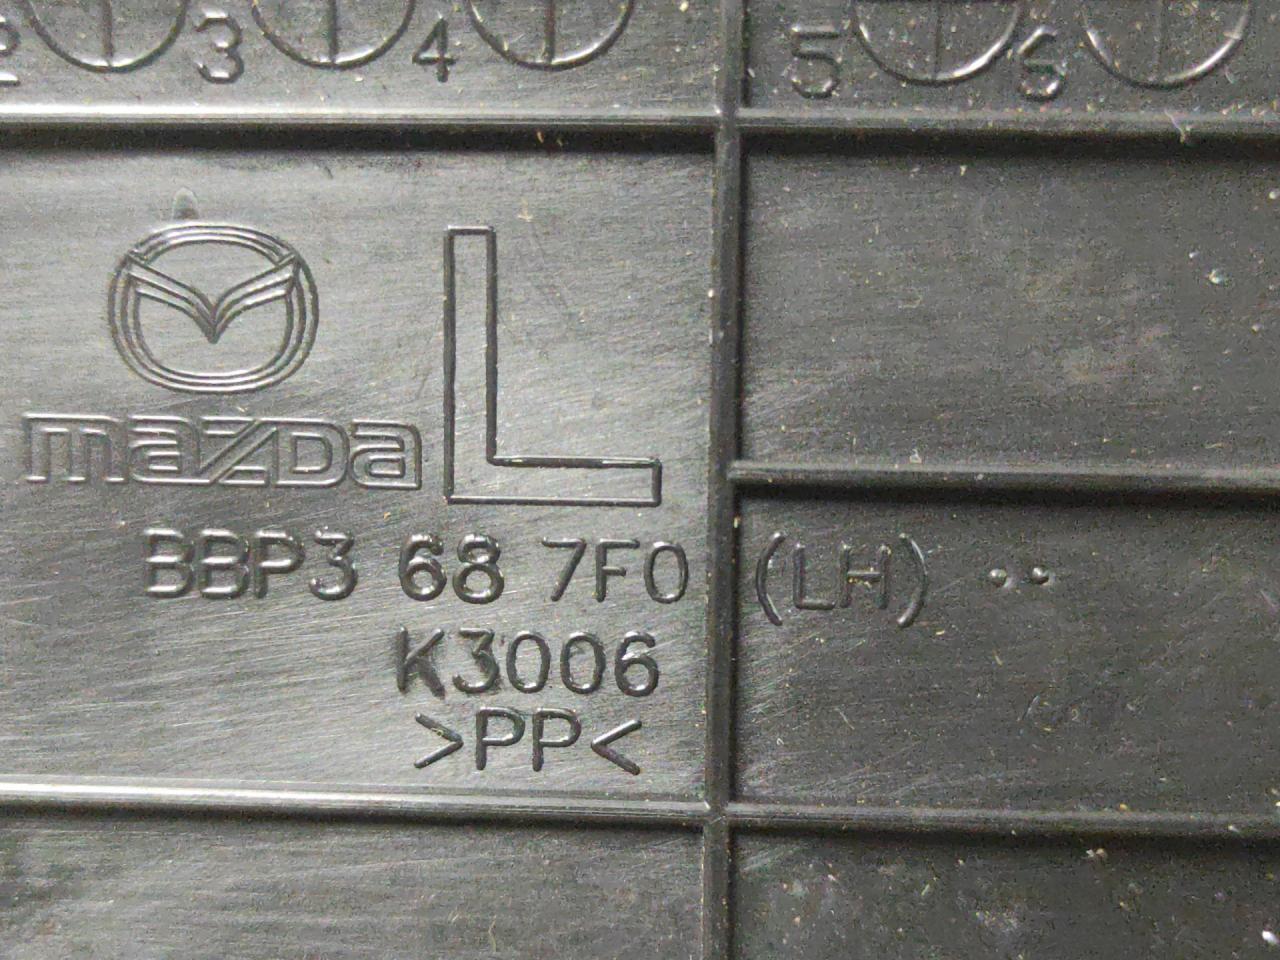 2 3 4 5 6
L
mazda
BBP3 68 7F0 (LH) ..
K3006
>PP<